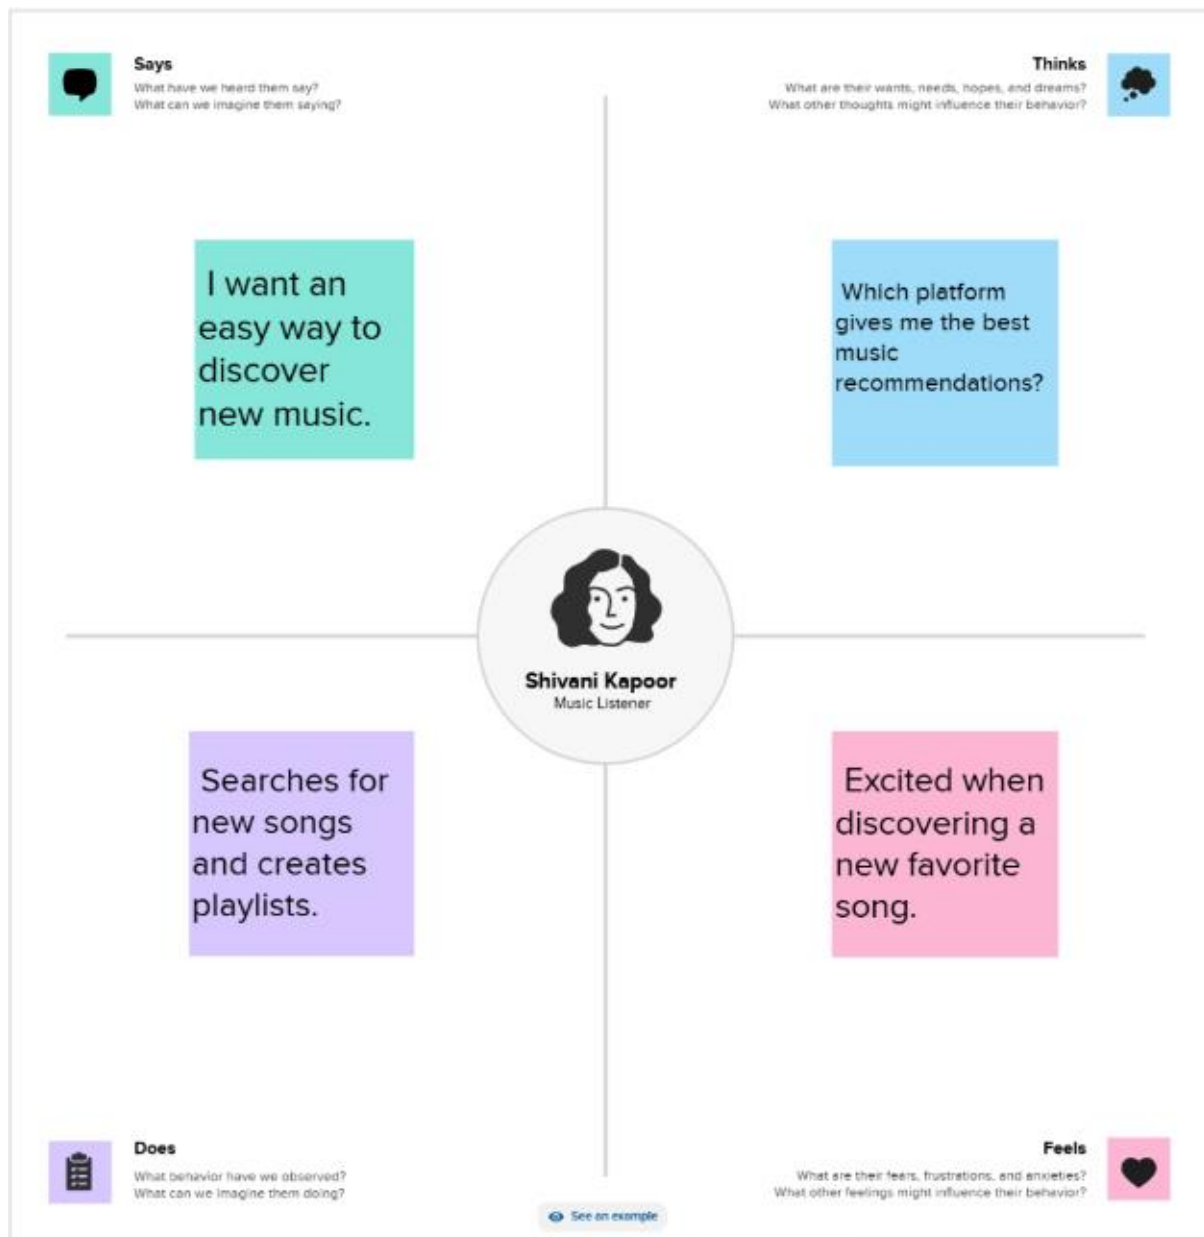 Says
What have we heard them say?
What can we imagine them saying?
Thinks
What are their wants, needs, hopes, and dreams?
What other thoughts might influence their behavior?
I want an
easy way to
discover
new music.
Which platform
gives me the best
music
recommendations?
Shivani Kapoor
Music Listener
Searches for
new songs
and creates
playlists.
Excited when
discovering a
new favorite
song.
Does
What behavior have we observed?
What can we imagine them doing?
Feels
What are their fears, frustrations, and anxieties?
What other feelings might influence their behavior?
See an example